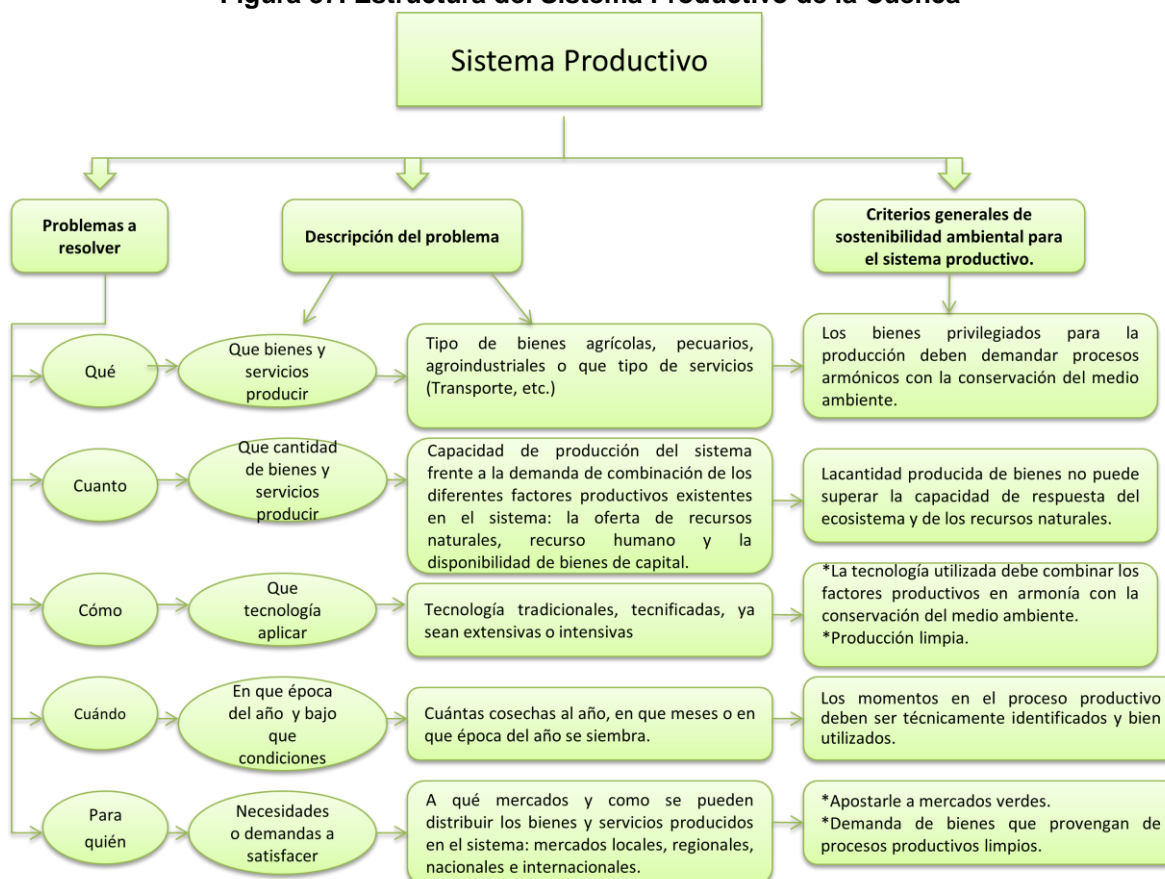 Figura Estructura del Sistema Productivo de la Cuenca
Sistema Productivo
Problemas a
resolver
Descripción del problema
Criterios generales de
sostenibilidad ambiental para
el sistema productivo.
Qué
Que bienes y
servicios
producir
Tipo de bienes agrícolas, pecuarios,
agroindustriales o que tipo de servicios
(Transporte, etc.)
Los bienes privilegiados para la
producción deben demandar procesos
armónicos con la conservación del medio
ambiente.
Cuanto
Que cantidad
de bienes y
servicios
producir
Capacidad de producción del sistema
frente a la demanda de combinación de los
diferentes factores productivos existentes
en el sistema: la oferta de recursos
naturales, recurso humano y la
disponibilidad de bienes de capital.
Lacantidad producida de bienes no puede
superar la capacidad de respuesta del
ecosistema y de los recursos naturales.
Cómo
Que
tecnología
aplicar
Tecnología tradicionales, tecnificadas, ya
sean extensivas o intensivas
*La tecnología utilizada debe combinar los
factores productivos en armonía con la
conservación del medio ambiente.
*Producción limpia.
Cuándo
En que época
del año y bajo
que
condiciones
Cuántas cosechas al año, en que meses o en
que época del año se siembra.
Los momentos en el proceso productivo
deben ser técnicamente identificados y bien
utilizados.
Para
quién
Necesidades
o demandas a
satisfacer
A qué mercados y como se pueden
distribuir los bienes y servicios producidos
en el sistema: mercados locales, regionales,
nacionales e internacionales.
*Apostarle a mercados verdes.
*Demanda de bienes que provengan de
procesos productivos limpios.